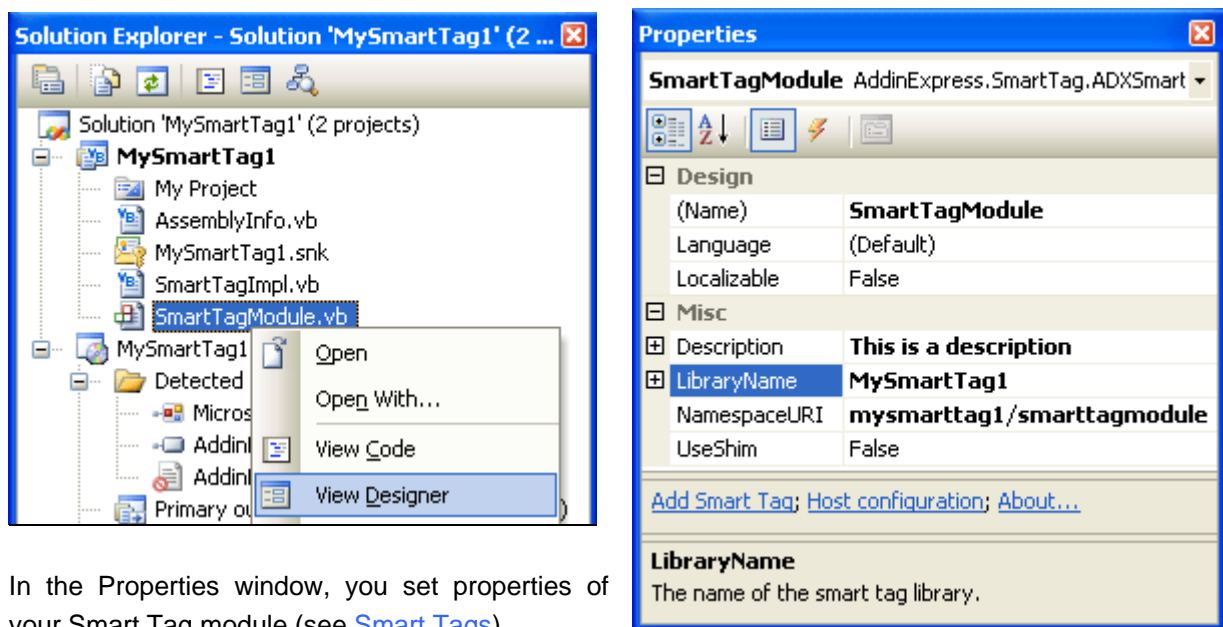 Solution Explorer - Solution 'MySmartTag1' (2 ...
Solution 'MySmartTag1' (2 projects)
MySmartTag1
My Project
AssemblyInfo.vb
MySmartTag1.snk
SmartTagImpl.vb
SmartTagModule.vb
MySmartTag1
Detected
Micros
AddinE
AddinE
Primary ou
)
Open
Open With...
View Code
View Designer
In the Properties window, you set properties of
your Smart Tag module (see Smart Tags)
Properties
SmartTagModule AddinExpress.SmartTag.ADXSmart
Design
(Name) SmartTagModule
Language (Default)
Localizable False
Misc
Description This is a description
LibraryName MySmartTag1
NamespaceURI mysmarttag1/smarttagmodule
UseShim False
Add Smart Tag; Host configuration; About...
LibraryName
The name of the smart tag library.